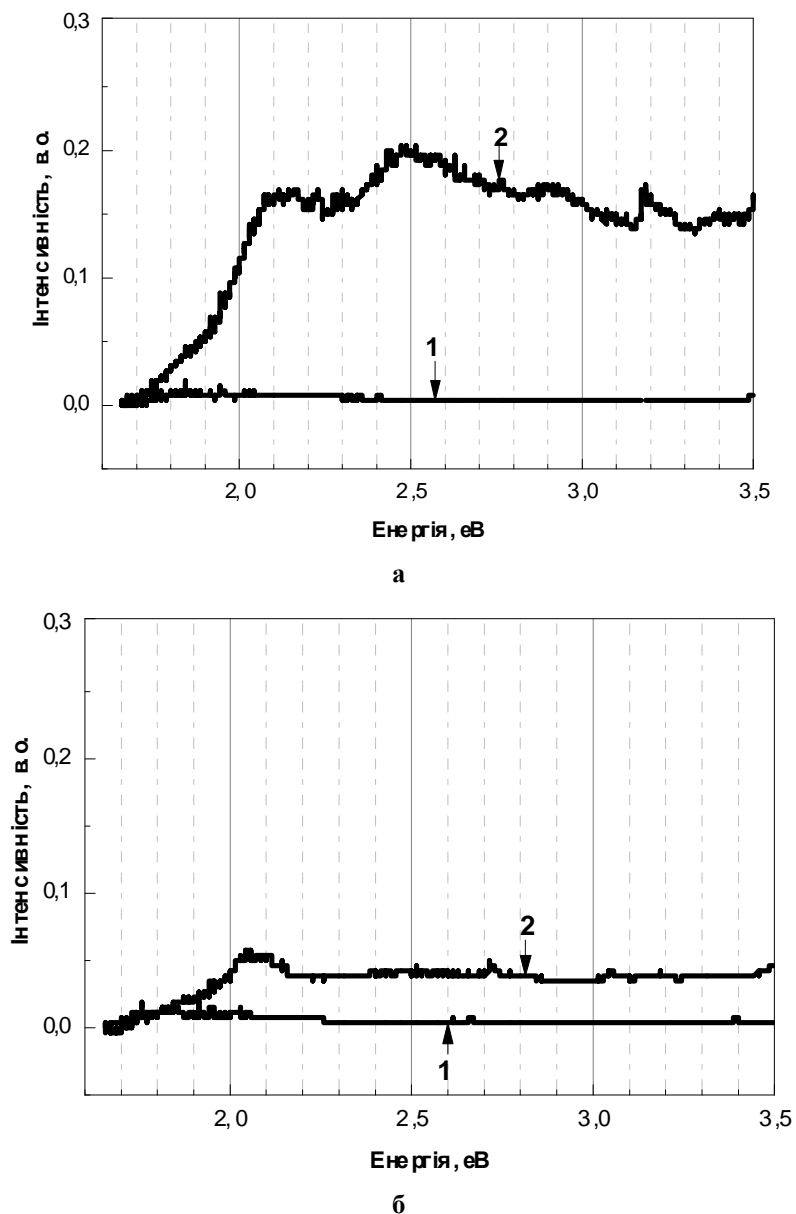 0,3
0,2
0,1
0,0
Інтенсивність, в.о.
2
1
2,0 2,5 3,0 3,5
Енергія, еВ
а
0,3
0,2
0,1
0,0
Інтенсивність, в.о.
2
1
2,0 2,5 3,0 3,5
Енергія, еВ
б